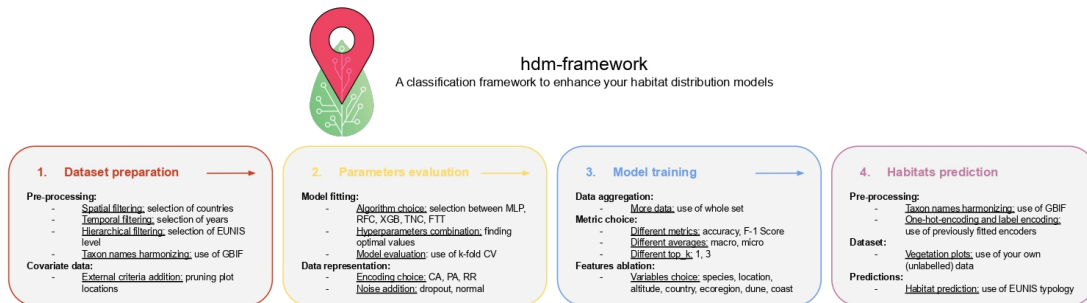 hdm-framework
A classification framework to enhance your habitat distribution models
1. Dataset preparation
Pre-processing:
- Spatial filtering: selection of countries
- Temporal filtering: selection of years
- Hierarchical filtering: selection of EUNIS
level
- Taxon names harmonizing: use of GBIF
Covariate data:
- External criteria addition: pruning plot
locations
2. Parameters evaluation
Model fitting:
- Algorithm choice: selection between MLP,
RFC, XGB, TNC, FTT
- Hyperparameters combination: finding
optimal values
- Model evaluation: use of k-fold CV
Data representation:
- Encoding choice: CA, PA, RR
- Noise addition: dropout, normal
3. Model training
Data aggregation:
- More data: use of whole set
Metric choice:
- Different metrics: accuracy, F-1 Score
- Different averages: macro, micro
- Different top_k: 1, 3
Features ablation:
- Variables choice: species, location,
altitude, country, ecoregion, dune, coast
4. Habitats prediction
Pre-processing:
- Taxon names harmonizing: use of GBIF
- One-hot-encoding and label encoding:
use of previously fitted encoders
Dataset:
- Vegetation plots: use of your own
(unlabelled) data
Predictions:
- Habitat prediction: use of EUNIS typology